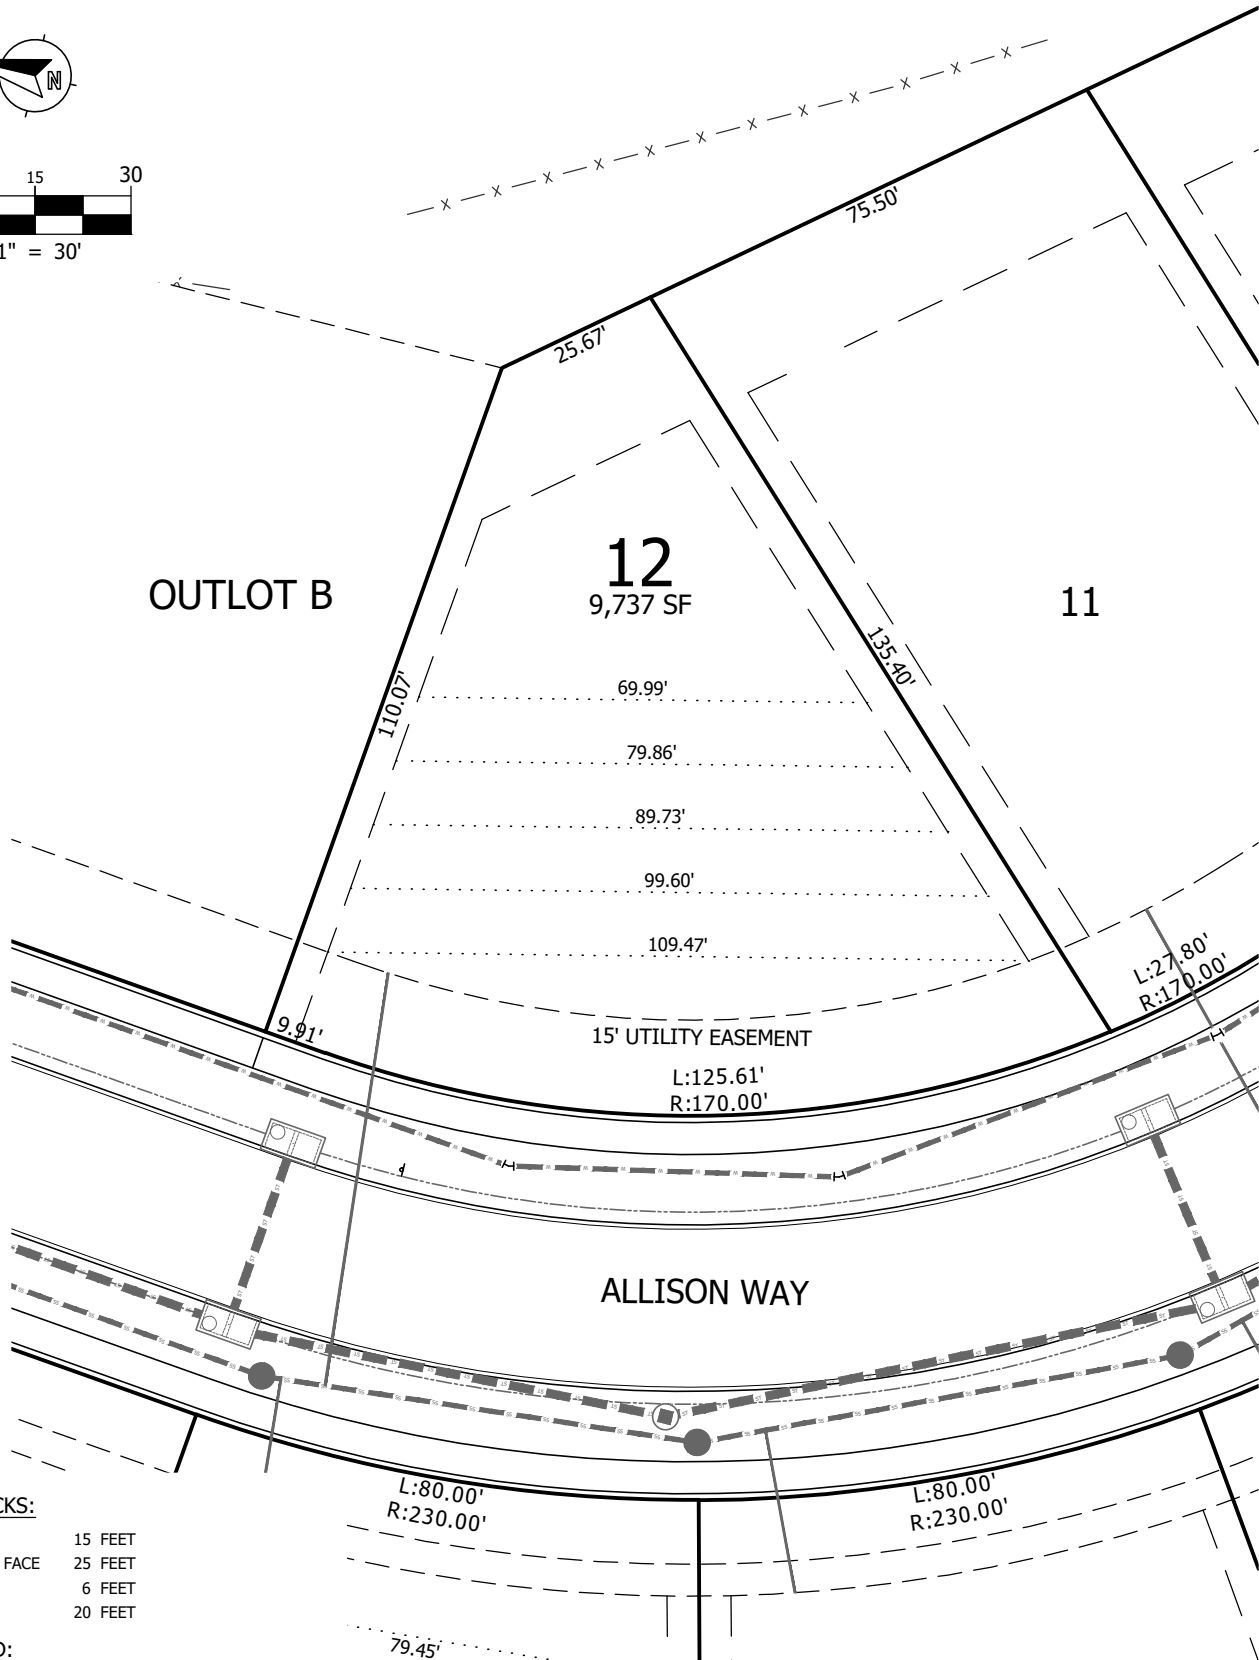 N
15 30
1" = 30'
75.50'
25.67'
12
9,737 SF
OUTLOT B
11
135.40'
110.07'
69.99'
79.86'
89.73'
99.60'
109.47'
L:27.80'
R:170.00'
9.91'
15' UTILITY EASEMENT
L:125.61'
R:170.00'
ALLISON WAY
L:80.00'
R:230.00'
L:80.00'
R:230.00'
CKS:
15 FEET
FACE 25 FEET
6 FEET
20 FEET
79.45'